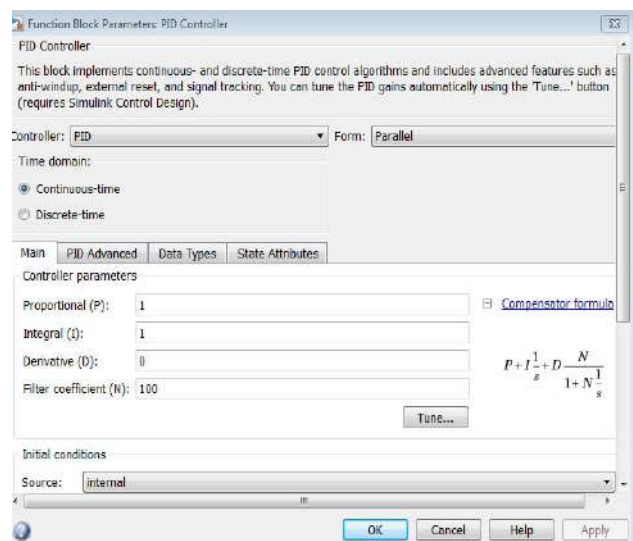 Function Block Parameters: PID Controller
PID Controller
This block implements continuous- and discrete-time PID control algorithms and includes advanced features such as
anti-windup, external reset, and signal tracking. You can tune the PID gains automatically using the 'Tune...' button
(requires Simulink Control Design).
Controller: PID Form: Parallel
Time domain:
Continuous-time
Discrete-time
Main PID Advanced Data Types State Attributes
Controller parameters
Proportional (P): 1 Compensator formula
Integral (I): 1
Derivative (D): 0
P+I 1/s +D N/(1+N 1/s)
Filter coefficient (N): 100
Tune...
Initial conditions
Source: internal
OK Cancel Help Apply